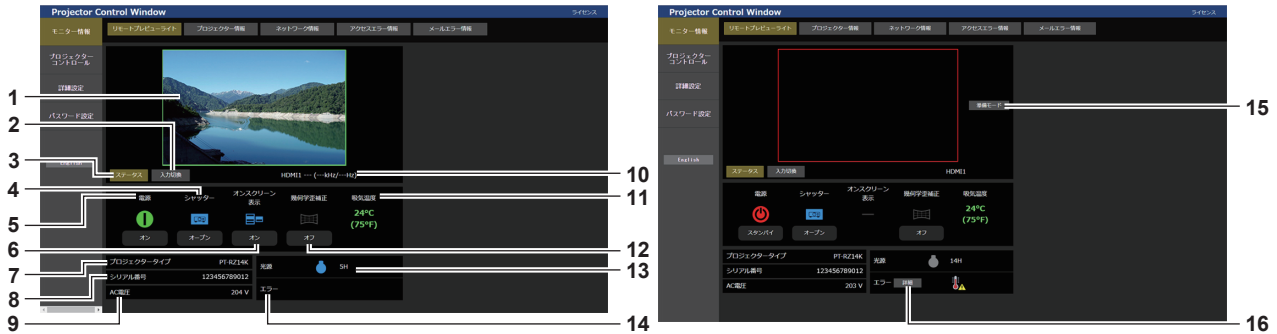 Projector Control Window
ライセンス
モニター情報
リモートプレビューライト
プロジェクター情報
ネットワーク情報
アクセスエラー情報
メールエラー情報
プロジェクター
コントロール
詳細設定
パスワード設定
English
ステータス
入力切換
HDMI1 --- (---kHz/---Hz)
電源
シャッター
オンスクリーン
表示
幾何学歪補正
吸気温度
24°C
(75°F)
オン
オープン
オン
オフ
プロジェクタータイプ
PT-RZ14K
シリアル番号
123456789012
AC電圧
204 V
光源
5H
エラー
1
2
3
4
5
6
7
8
9
10
11
12
13
14
Projector C
ontrol Window
ライセンス
モニター情報
リモートプレビューライト
プロジェクター情報
ネットワーク情報
アクセスエラー情報
メールエラー情報
プロジェクター
コントロール
詳細設定
パスワード設定
English
準備モード
ステータス
入力切換
HDMI1
電源
シャッター
オンスクリーン
表示
幾何学歪補正
吸気温度
24°C
(75°F)
スタンバイ
オープン
オフ
プロジェクタータイプ
PT-RZ14K
シリアル番号
123456789012
AC電圧
203 V
光源
14H
エラー
詳細
15
16